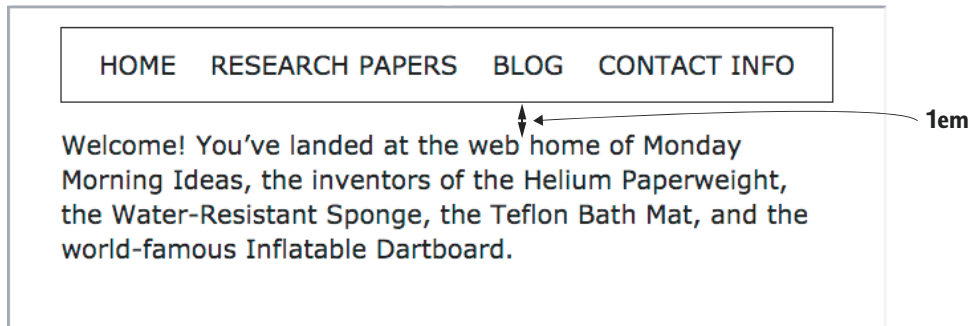 HOME RESEARCH PAPERS BLOG CONTACT INFO
1em
Welcome! You’ve landed at the web home of Monday
Morning Ideas, the inventors of the Helium Paperweight,
the Water-Resistant Sponge, the Teflon Bath Mat, and the
world-famous Inflatable Dartboard.